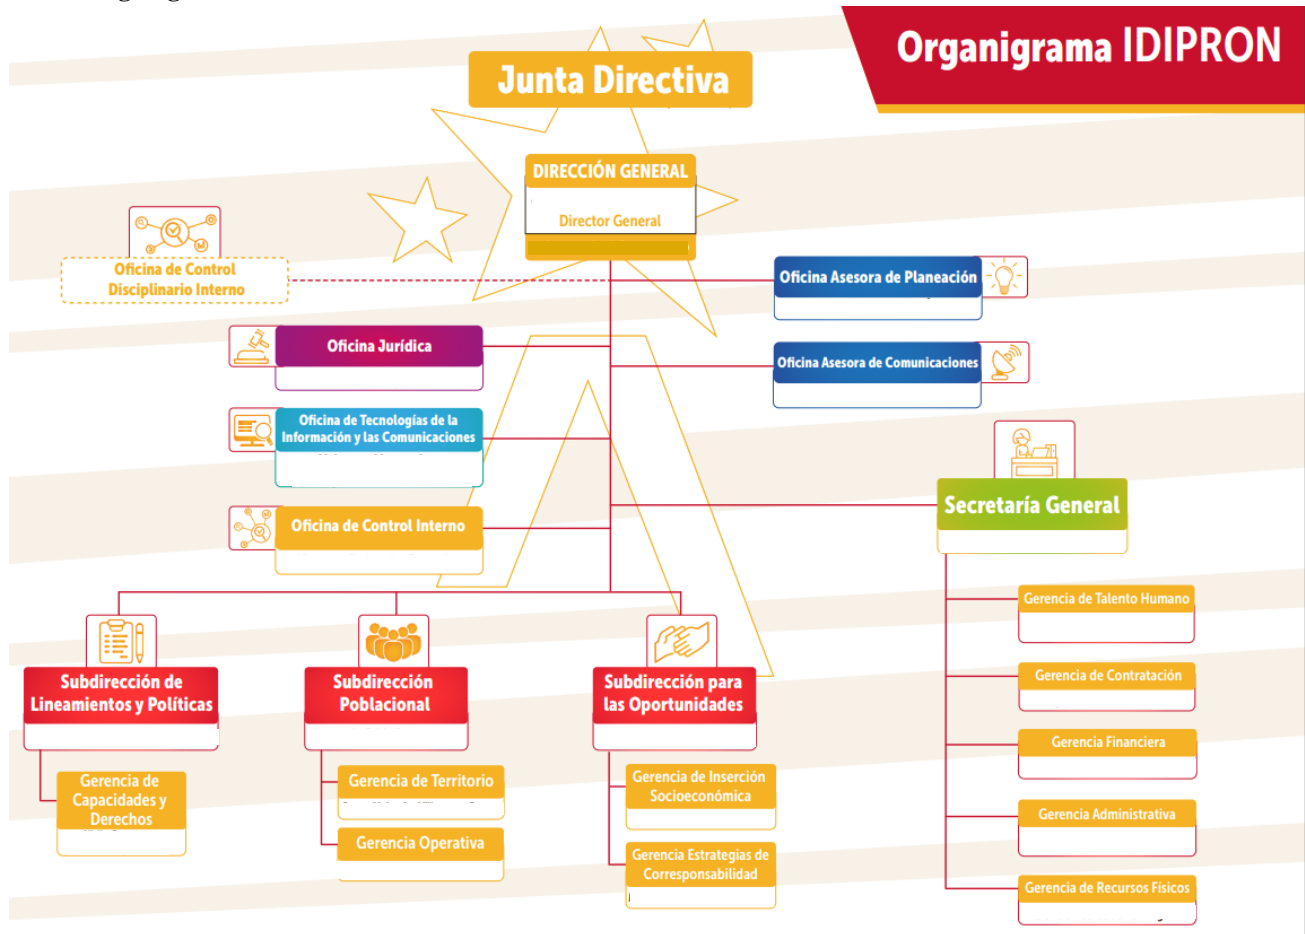 Organigrama IDIPRON
Junta Directiva
DIRECCIÓN GENERAL
Director General
Oficina de Control
Disciplinario Interno
Oficina Asesora de Planeación
Oficina Jurídica
Oficina Asesora de Comunicaciones
Oficina de Tecnologías de la
Información y las Comunicaciones
Secretaría General
Oficina de Control Interno
Gerencia de Talento Humano
Gerencia de Contratación
Gerencia Financiera
Gerencia Administrativa
Gerencia de Recursos Físicos
Subdirección de
Lineamientos y Políticas
Gerencia de
Capacidades y
Derechos
Subdirección
Poblacional
Gerencia de Territorio
Gerencia Operativa
Subdirección para
las Oportunidades
Gerencia de Inserción
Socioeconómica
Gerencia Estrategias de
Corresponsabilidad